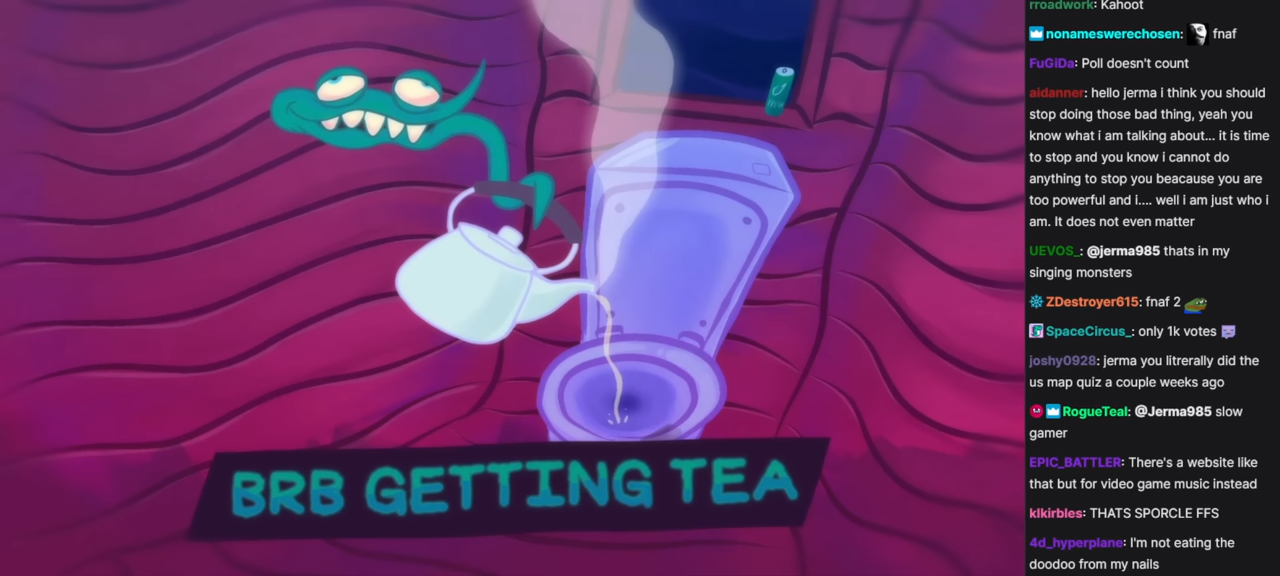 BRB GETTING TEA
rroadwork: Kahoot
nonameswerechosen: fnaf
FuGiDa: Poll doesn't count
aidanner: hello jerma i think you should
stop doing those bad thing, yeah you
know what i am talking about... it is time
to stop and you know i cannot do
anything to stop you beacause you are
too powerful and i.... well i am just who i
am. It does not even matter
UEVOS_: @jerma985 thats in my
singing monsters
ZDestroyer615: fnaf 2
SpaceCircus_: only 1k votes
joshy0928: jerma you litrerally did the
us map quiz a couple weeks ago
RogueTeal: @Jerma985 slow
gamer
EPIC_BATTLER: There's a website like
that but for video game music instead
klkirbles: THATS SPORCLE FFS
4d_hyperplane: I'm not eating the
doodoo from my nails